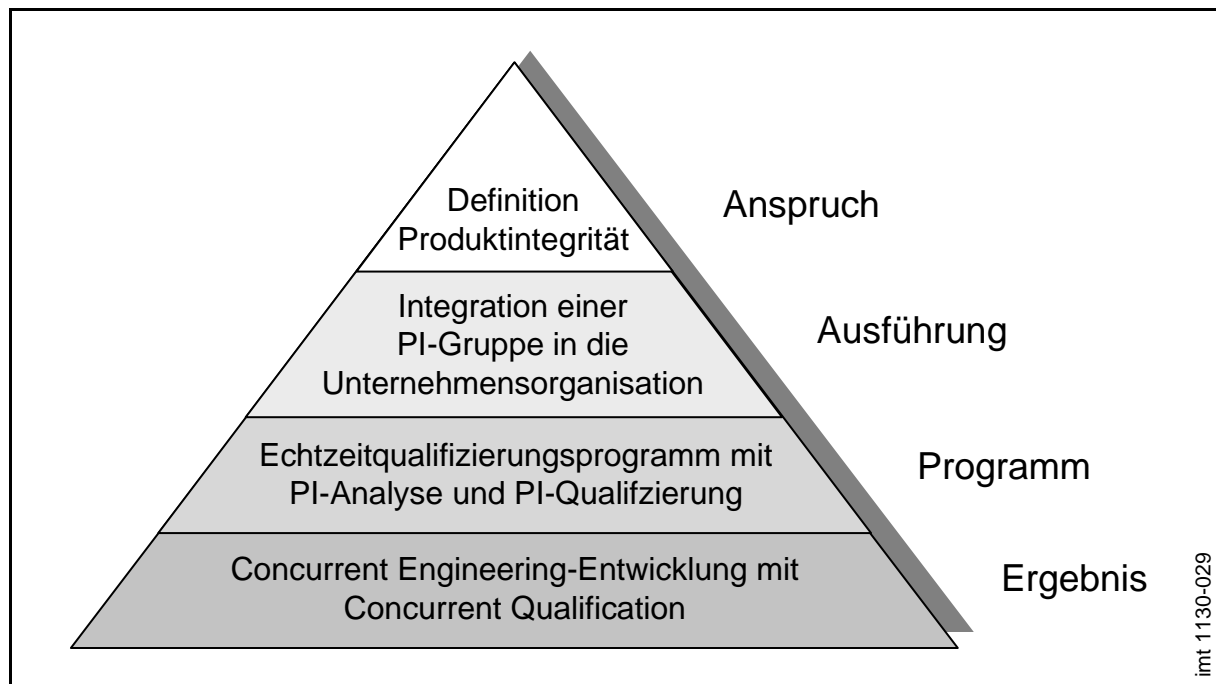 Definition
Produktintegrität
Anspruch
Integration einer
PI-Gruppe in die
Unternehmensorganisation
Ausführung
Echtzeitqualifizierungsprogramm mit
PI-Analyse und PI-Qualifzierung
Programm
Concurrent Engineering-Entwicklung mit
Concurrent Qualification
Ergebnis
imt 1130-029